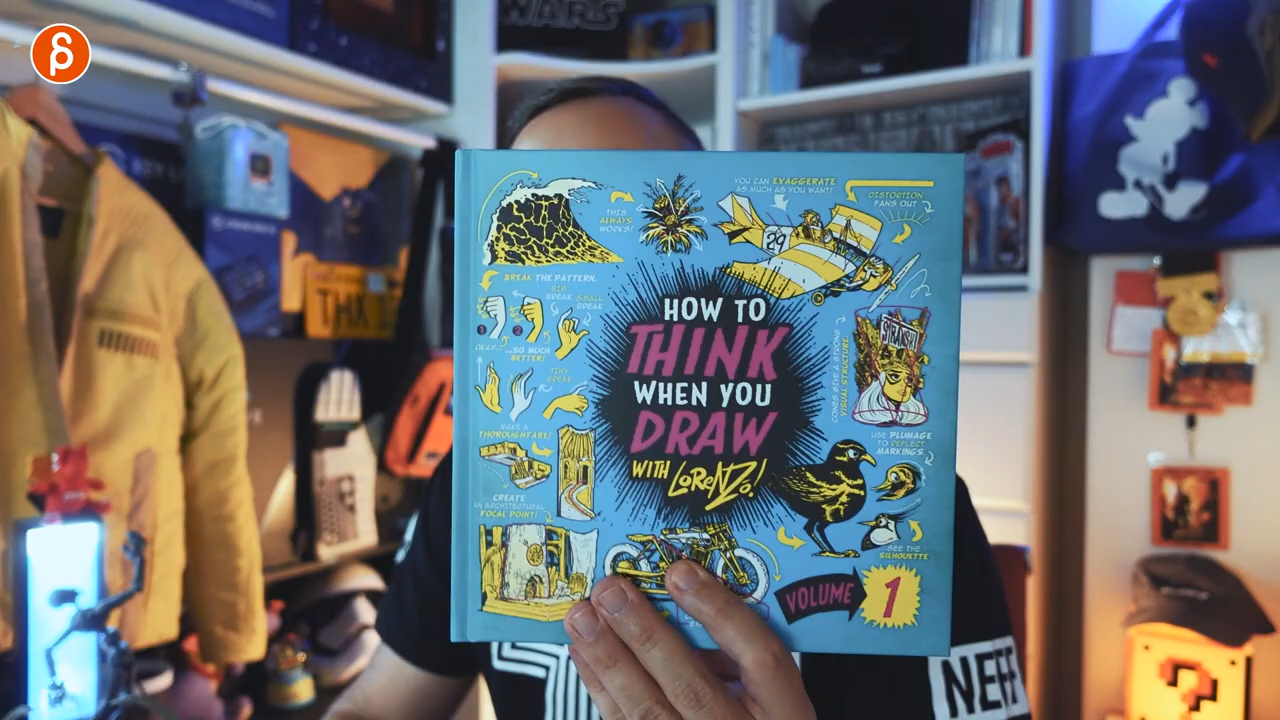 WARS
THX
YOU CAN EXAGGERATE
AS MUCH AS YOU WANT!
THIS
ALWAYS
WORKS!
DISTORTION
FANS OUT
29
BREAK THE PATTERN.
BIG
BREAK
SMALL
BREAK
OKAY...
...SO MUCH
BETTER!
TINY
BREAK
HOW TO
THINK
WHEN YOU
DRAW
WITH LORENZO!
STRANGE!
CONES GIVE A STRONG
VISUAL STRUCTURE.
MAKE A
THOROUGHFARE!
USE PLUMAGE
TO DEFLECT
MARKINGS.
CREATE
AN ARCHITECTURAL
FOCAL POINT!
SEE THE
SILHOUETTE
VOLUME 1
NEFF
?